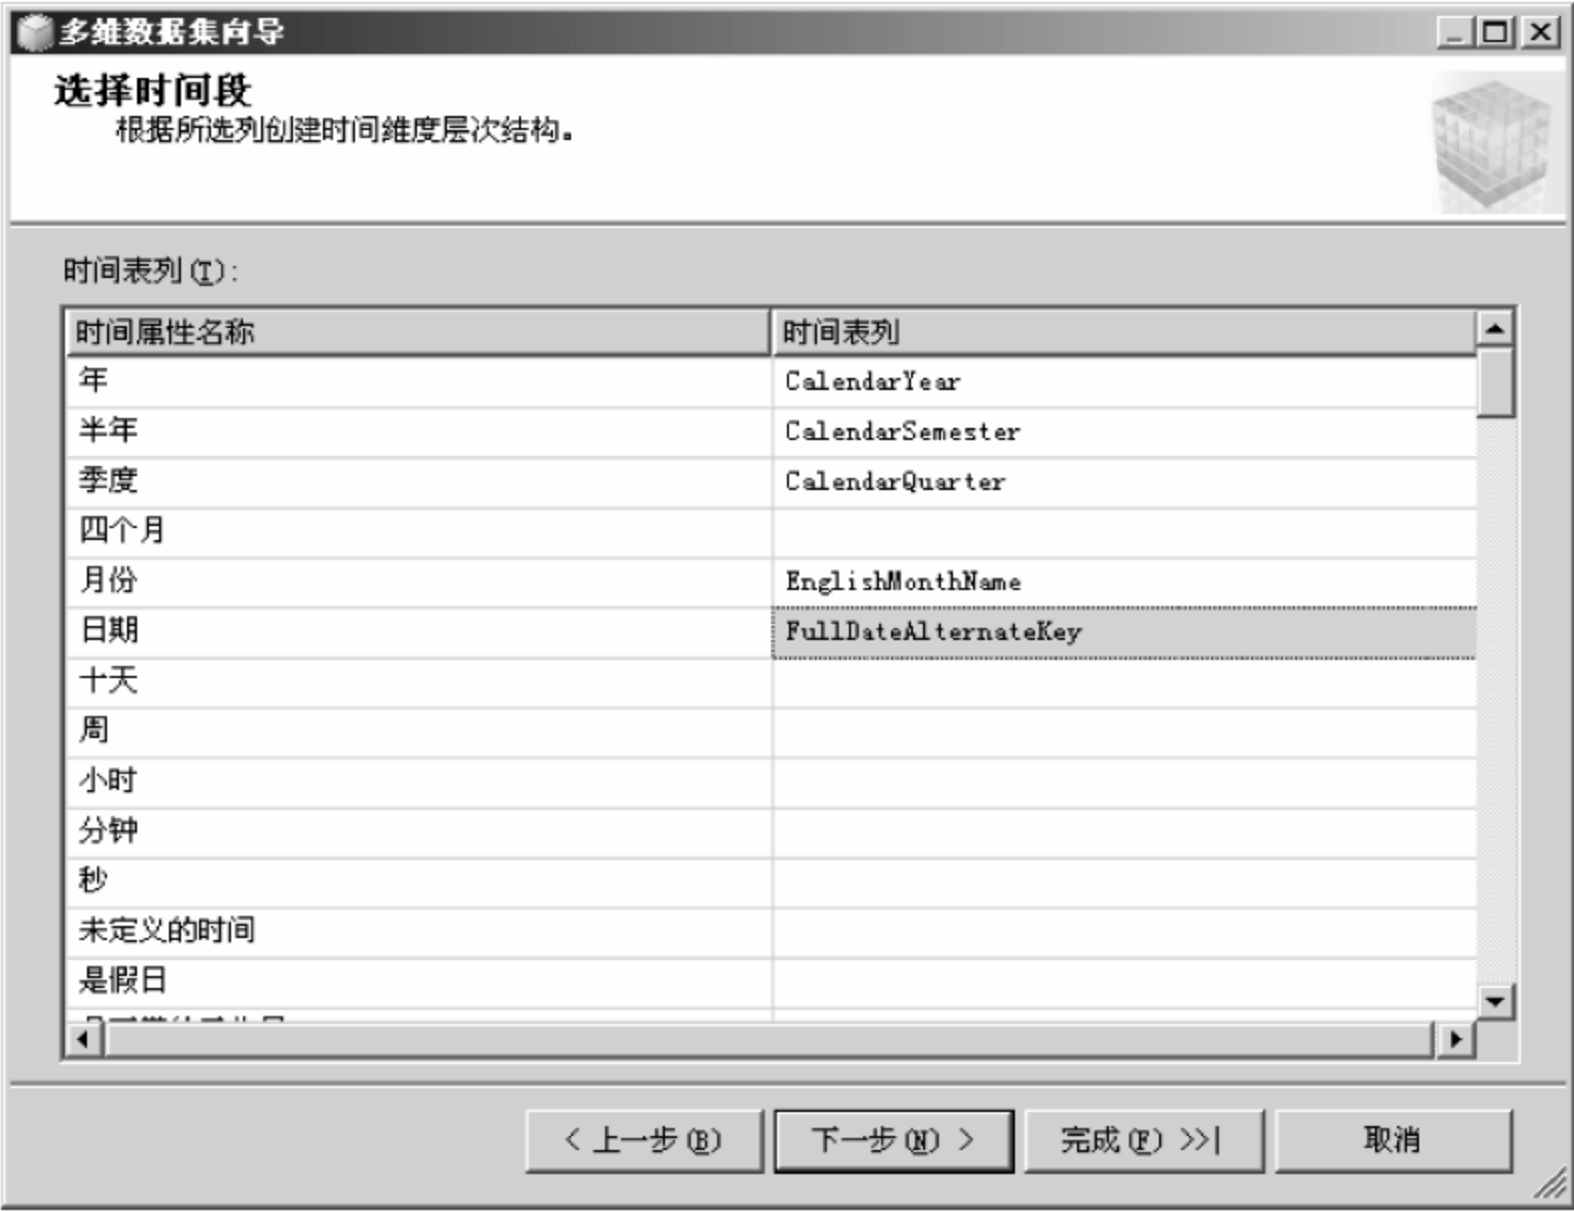 多维数据集向导
选择时间段
根据所选列创建时间维度层次结构。
时间表列(T):
时间属性名称 时间表列
年 CalendarYear
半年 CalendarSemester
季度 CalendarQuarter
四个月
月份 EnglishMonthName
日期 FullDateAlternateKey
十天
周
小时
分钟
秒
未定义的时间
是假日
< 上一步(B) 下一步(N) > 完成(F) >>| 取消